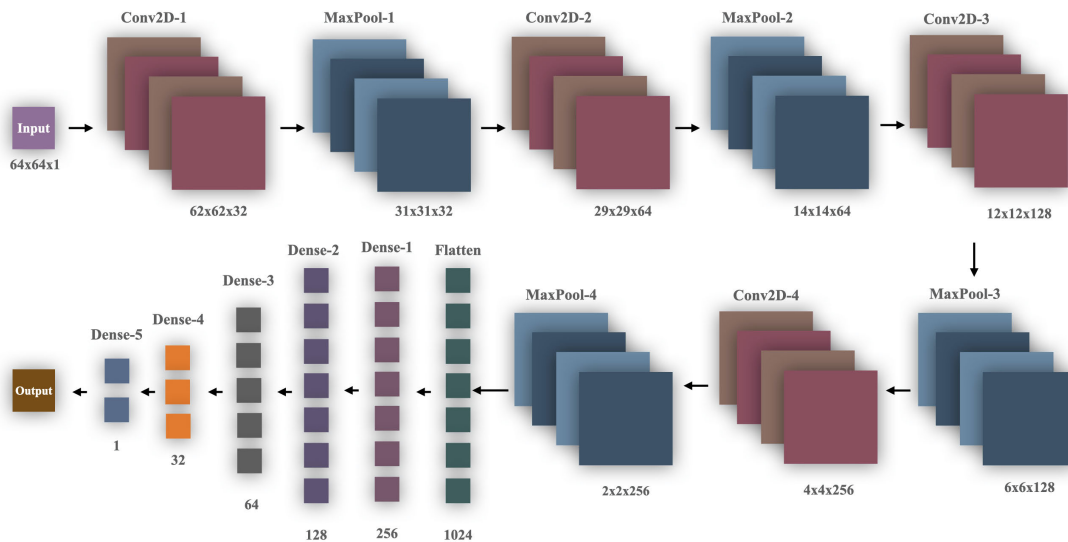 Conv2D-1
MaxPool-1
Conv2D-2
MaxPool-2
Conv2D-3
Input
64x64x1
62x62x32
31x31x32
29x29x64
14x14x64
12x12x128
MaxPool-3
Conv2D-4
MaxPool-4
Flatten
Dense-1
Dense-2
Dense-3
Dense-4
Dense-5
Output
6x6x128
4x4x256
2x2x256
1024
256
128
64
32
1